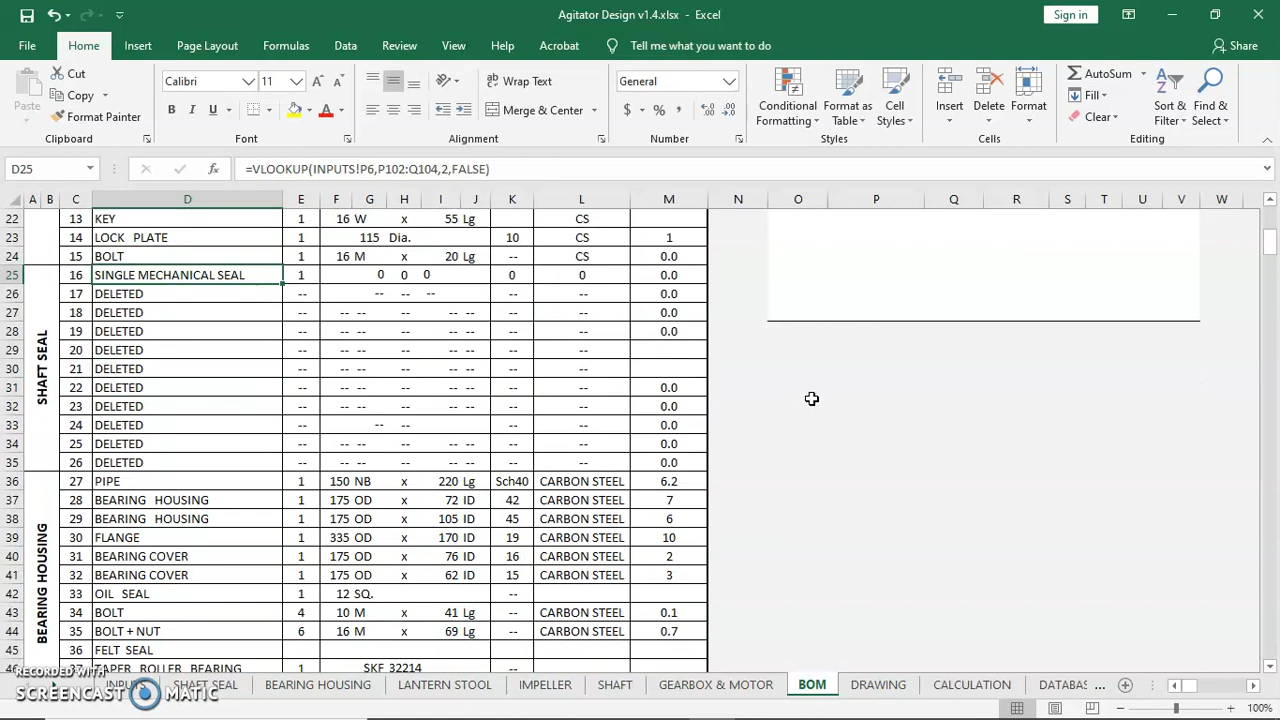 Agitator Design v1.4.xlsx - Excel
Sign in
File Home Insert Page Layout Formulas Data Review View Help Acrobat Tell me what you want to do Share
Paste
Cut
Copy
Format Painter
Clipboard
Calibri 11
B I U A
Font
Wrap Text
Merge & Center
Alignment
General
$ % ,
Number
Conditional Formatting
Format as Table
Cell Styles
Styles
Insert Delete Format
Cells
AutoSum
Fill
Clear
Sort & Filter
Find & Select
D25 fx =VLOOKUP(INPUTS!P6,P102:Q104,2,FALSE)
A B C D E F G H I J K L M N O P Q R S T U V W
22 13 KEY 1 16 W x 55 Lg CS
23 14 LOCK PLATE 1 115 Dia. 10 CS 1
24 15 BOLT 1 16 M x 20 Lg -- CS 0.0
25 16 SINGLE MECHANICAL SEAL 1 0 0 0 0 0 0.0
26 17 DELETED -- -- -- -- -- -- 0.0
27 18 DELETED -- -- -- -- -- -- -- -- 0.0
28 19 DELETED -- -- -- -- -- -- -- -- 0.0
29 20 DELETED -- -- -- -- -- -- -- --
30 21 DELETED -- -- -- -- -- -- -- --
31 22 DELETED -- -- -- -- -- -- -- -- 0.0
32 23 DELETED -- -- -- -- -- -- -- -- 0.0
33 24 DELETED -- -- -- -- 0.0
34 25 DELETED -- -- -- -- -- -- -- -- 0.0
35 26 DELETED -- -- -- -- -- -- -- -- 0.0
SHAFT SEAL
36 27 PIPE 1 150 NB x 220 Lg Sch40 CARBON STEEL 6.2
37 28 BEARING HOUSING 1 175 OD x 72 ID 42 CARBON STEEL 7
38 29 BEARING HOUSING 1 175 OD x 105 ID 45 CARBON STEEL 6
39 30 FLANGE 1 335 OD x 170 ID 19 CARBON STEEL 10
40 31 BEARING COVER 1 175 OD x 76 ID 16 CARBON STEEL 2
41 32 BEARING COVER 1 175 OD x 62 ID 15 CARBON STEEL 3
42 33 OIL SEAL 1 12 SQ. --
43 34 BOLT 4 10 M x 41 Lg -- CARBON STEEL 0.1
44 35 BOLT + NUT 6 16 M x 69 Lg -- CARBON STEEL 0.7
45 36 FELT SEAL
46 37 TAPER ROLLER BEARING 1 SKF 32214 --
BEARING HOUSING
SHAFT SEAL BEARING HOUSING LANTERN STOOL IMPELLER SHAFT GEARBOX & MOTOR BOM DRAWING CALCULATION DATABAS ...
RECORDED WITH
SCREENCAST MATIC
100%